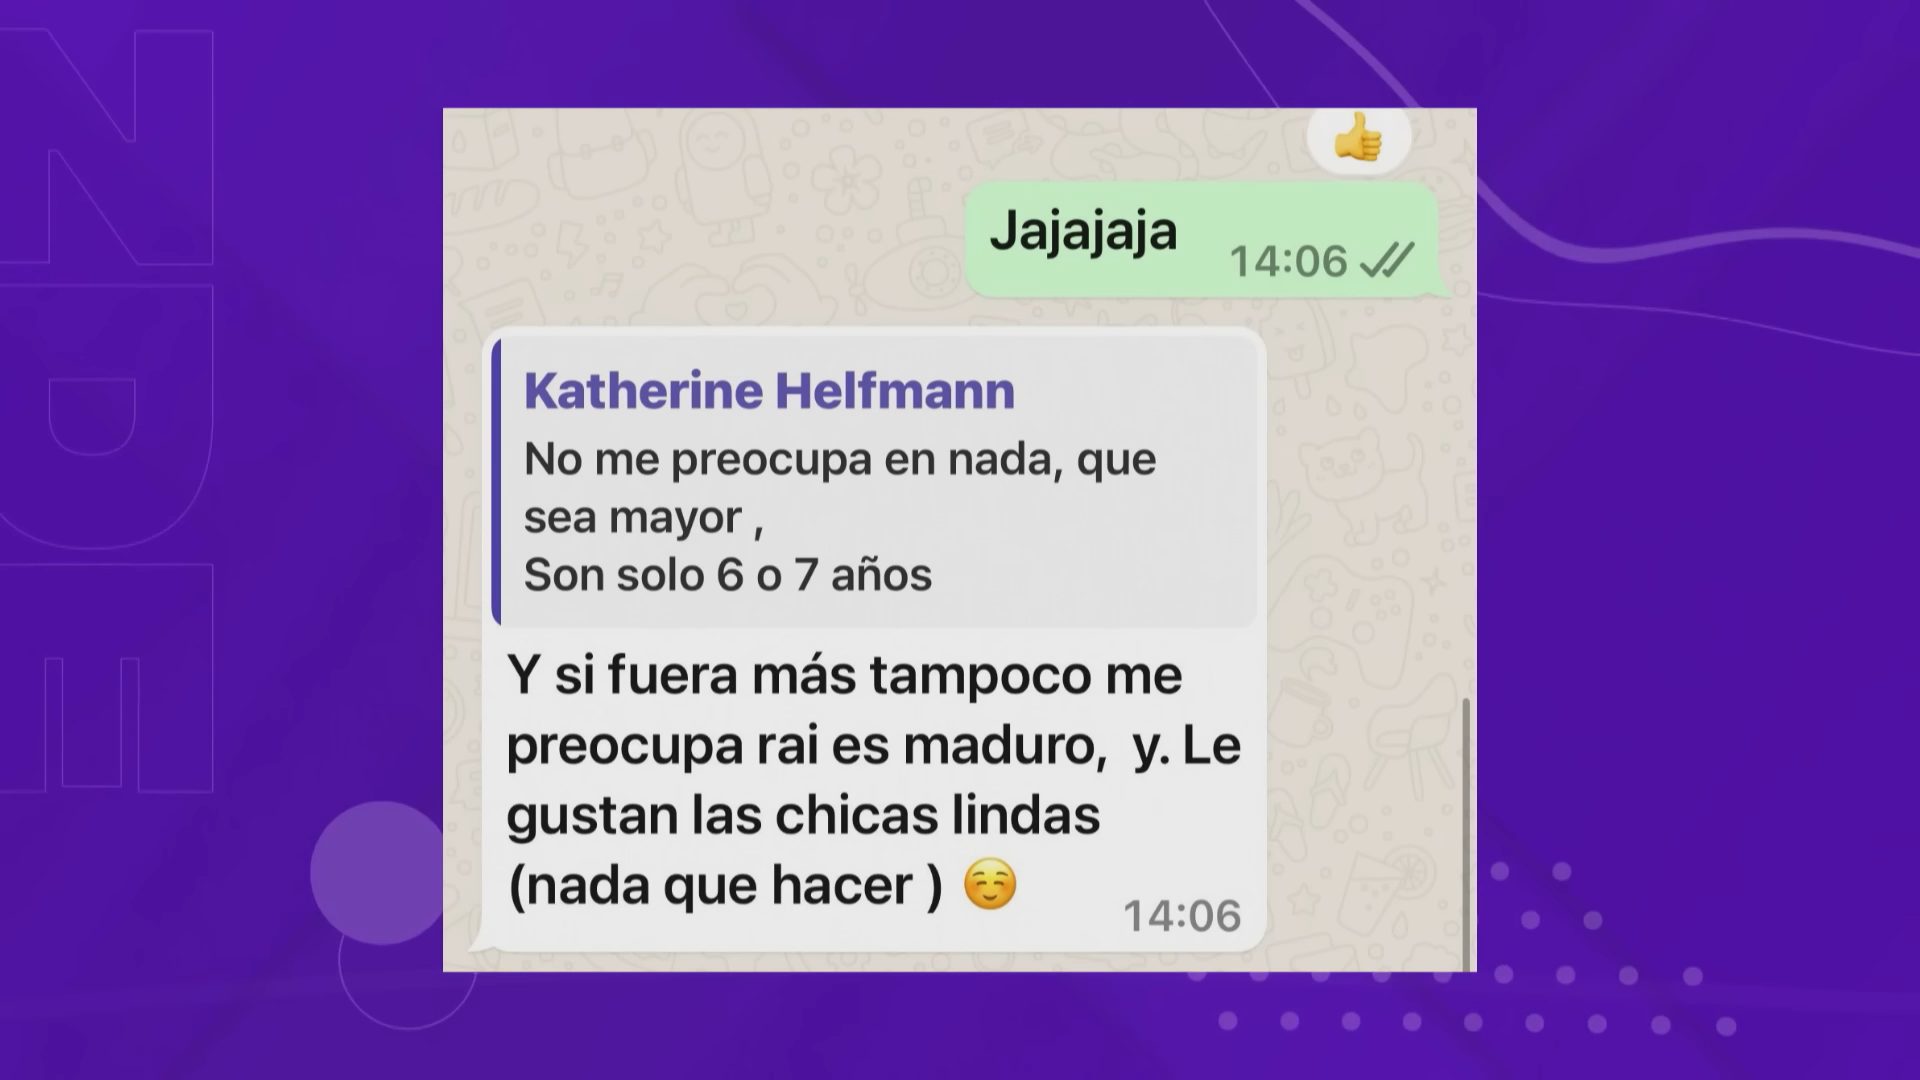 Jajajaja
14:06
Katherine Helfmann
No me preocupa en nada, que
sea mayor ,
Son solo 6 o 7 años
Y si fuera más tampoco me
preocupa rai es maduro,  y. Le
gustan las chicas lindas
(nada que hacer ) ☺️
14:06